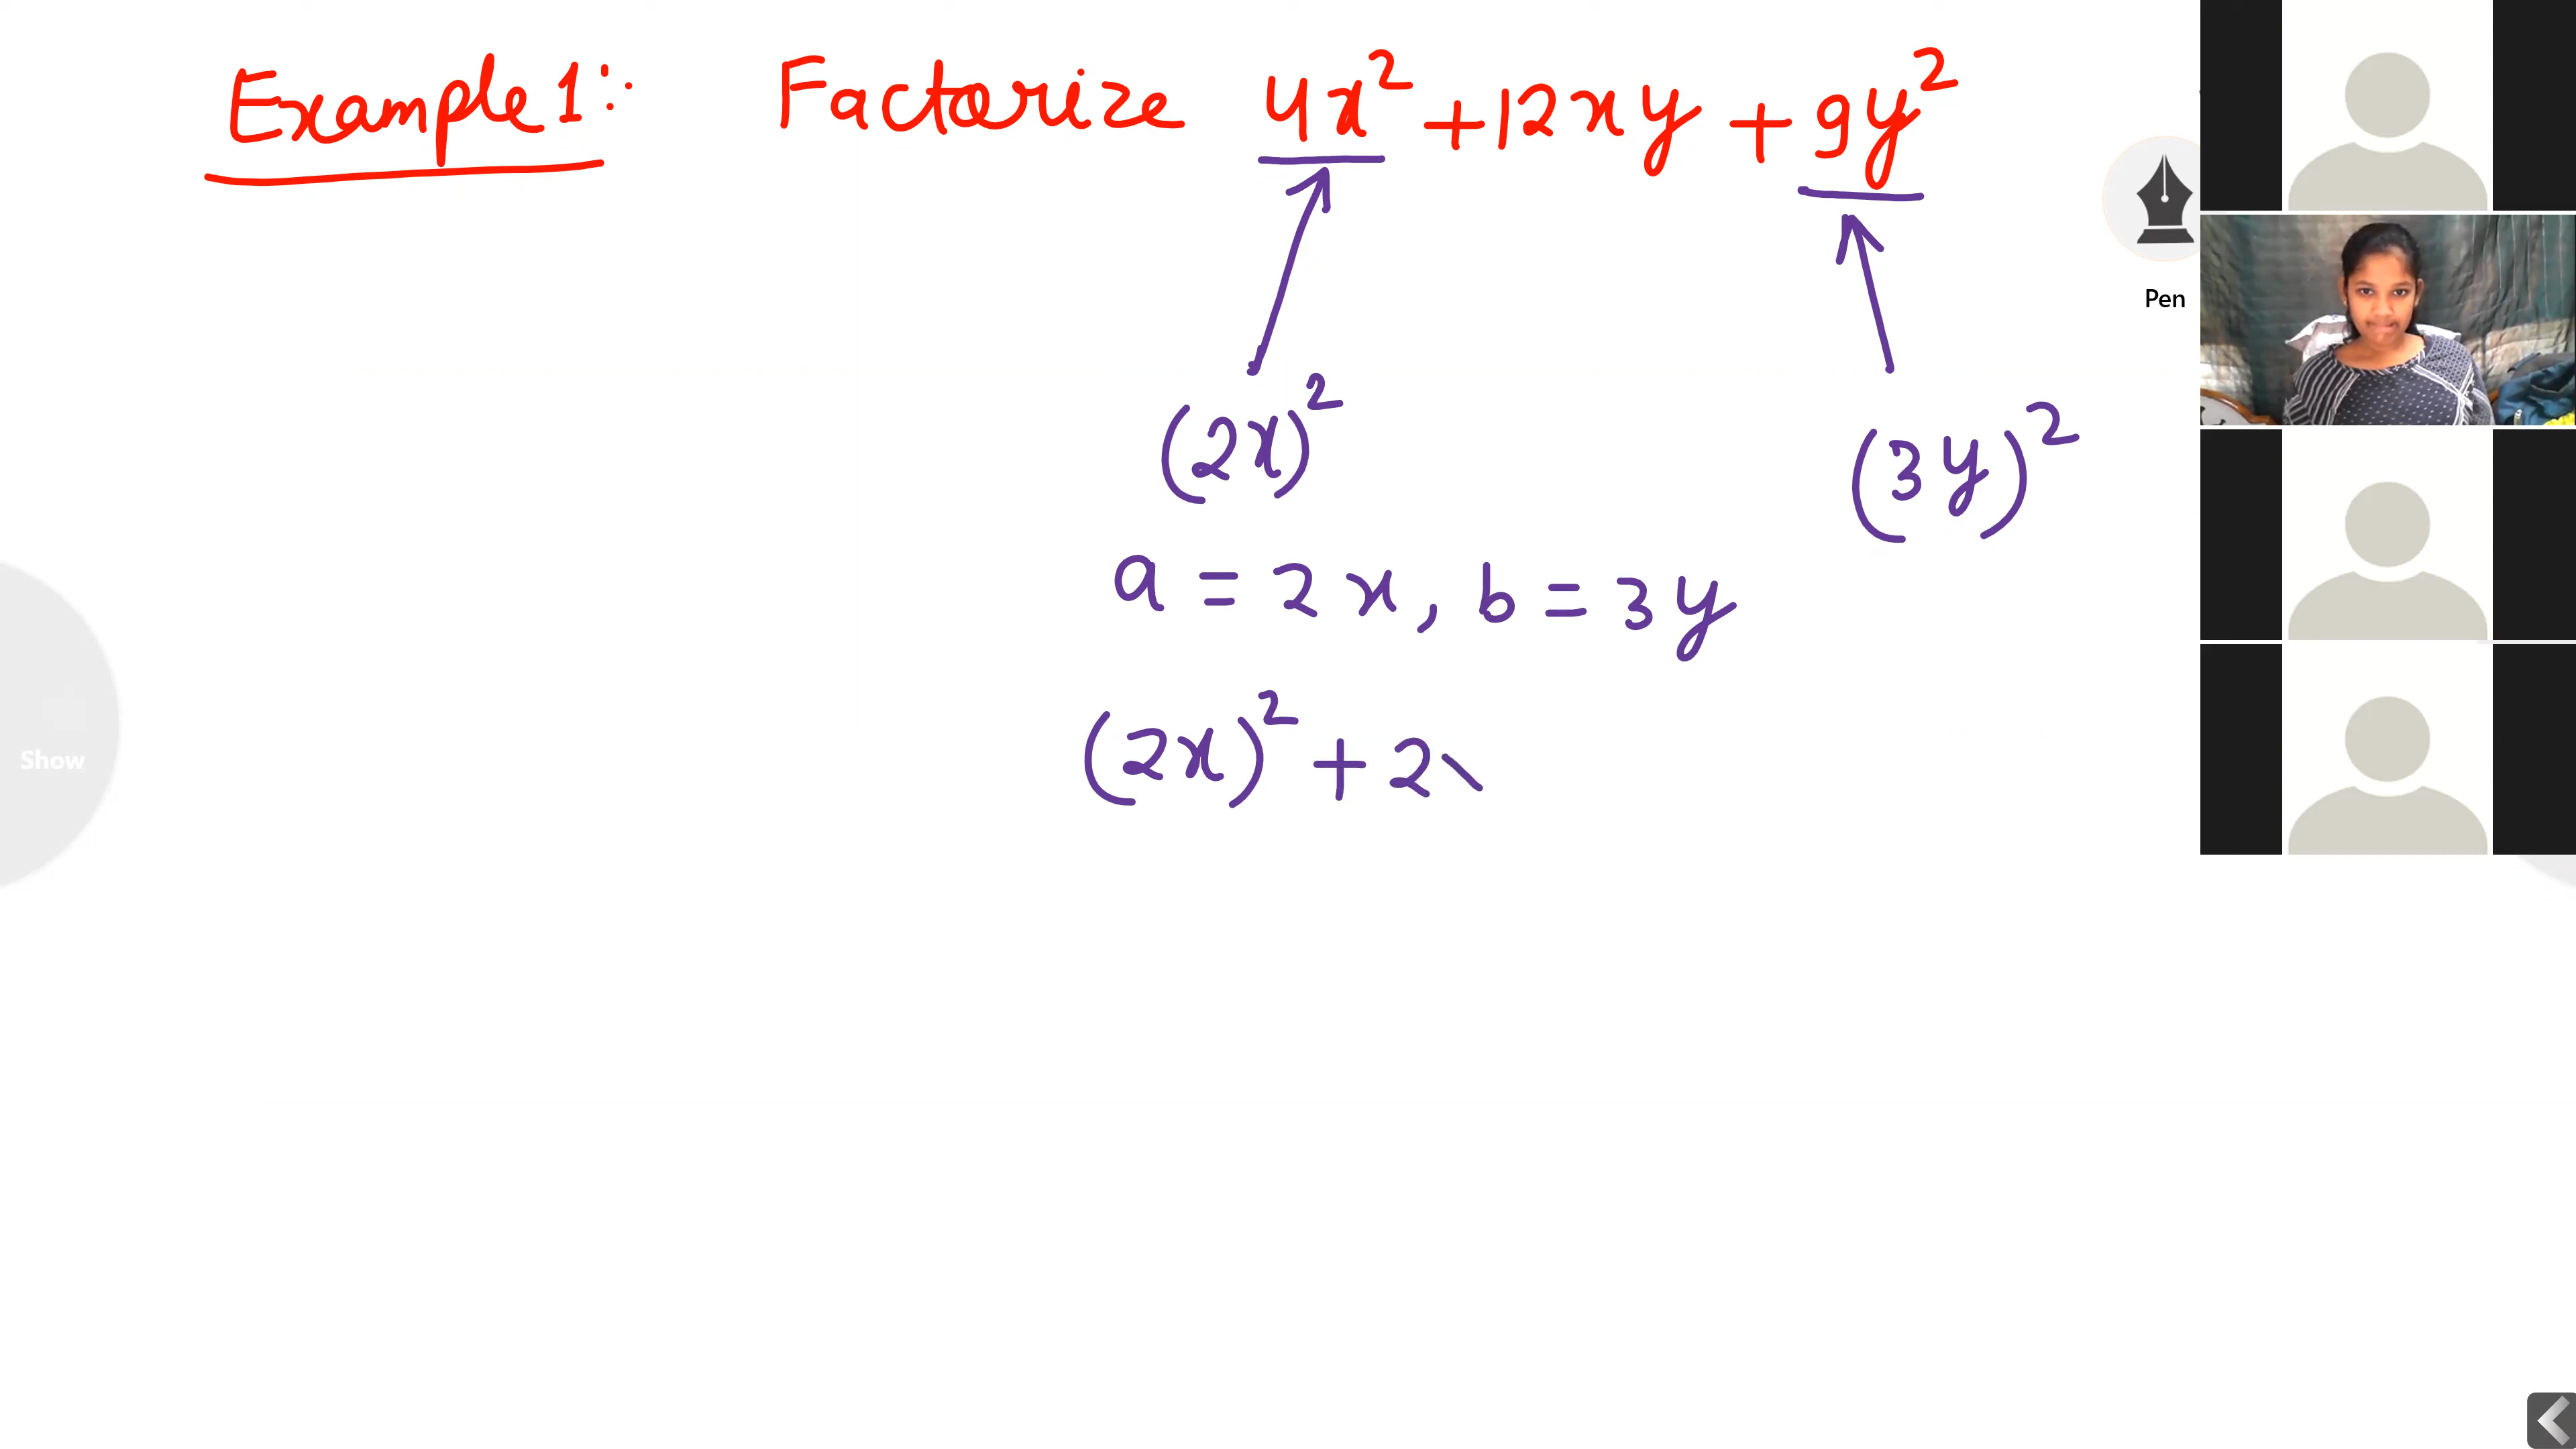 Example 1:- Factorize 4x² + 12xy + 9y²
Pen
(2x)² (3y)²
a = 2x, b = 3y
(2x)² + 2
Show